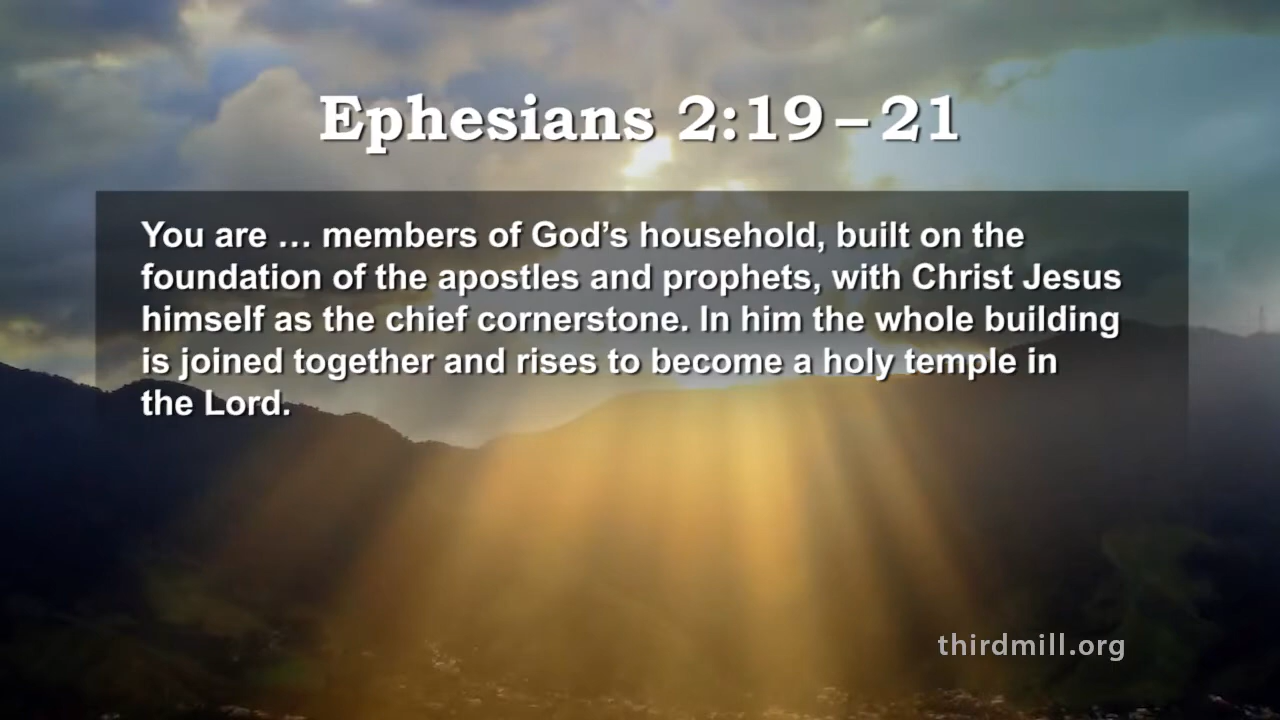 Ephesians 2:19–21
You are … members of God’s household, built on the
foundation of the apostles and prophets, with Christ Jesus
himself as the chief cornerstone. In him the whole building
is joined together and rises to become a holy temple in
the Lord.
thirdmill.org